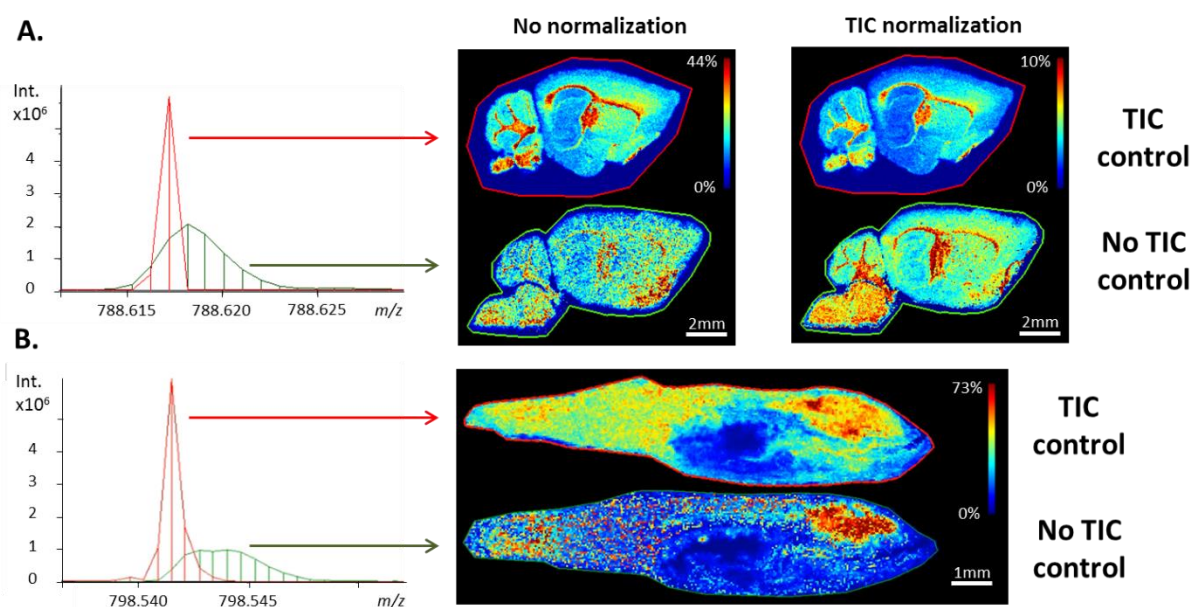 A.
No normalization
TIC normalization
Int.
x10⁶
4
3
2
1
0
788.615
788.620
788.625
m/z
44%
0%
10%
0%
2mm
2mm
TIC
control
No TIC
control
B.
Int.
x10⁶
4
3
2
1
0
798.540
798.545
m/z
73%
0%
1mm
TIC
control
No TIC
control